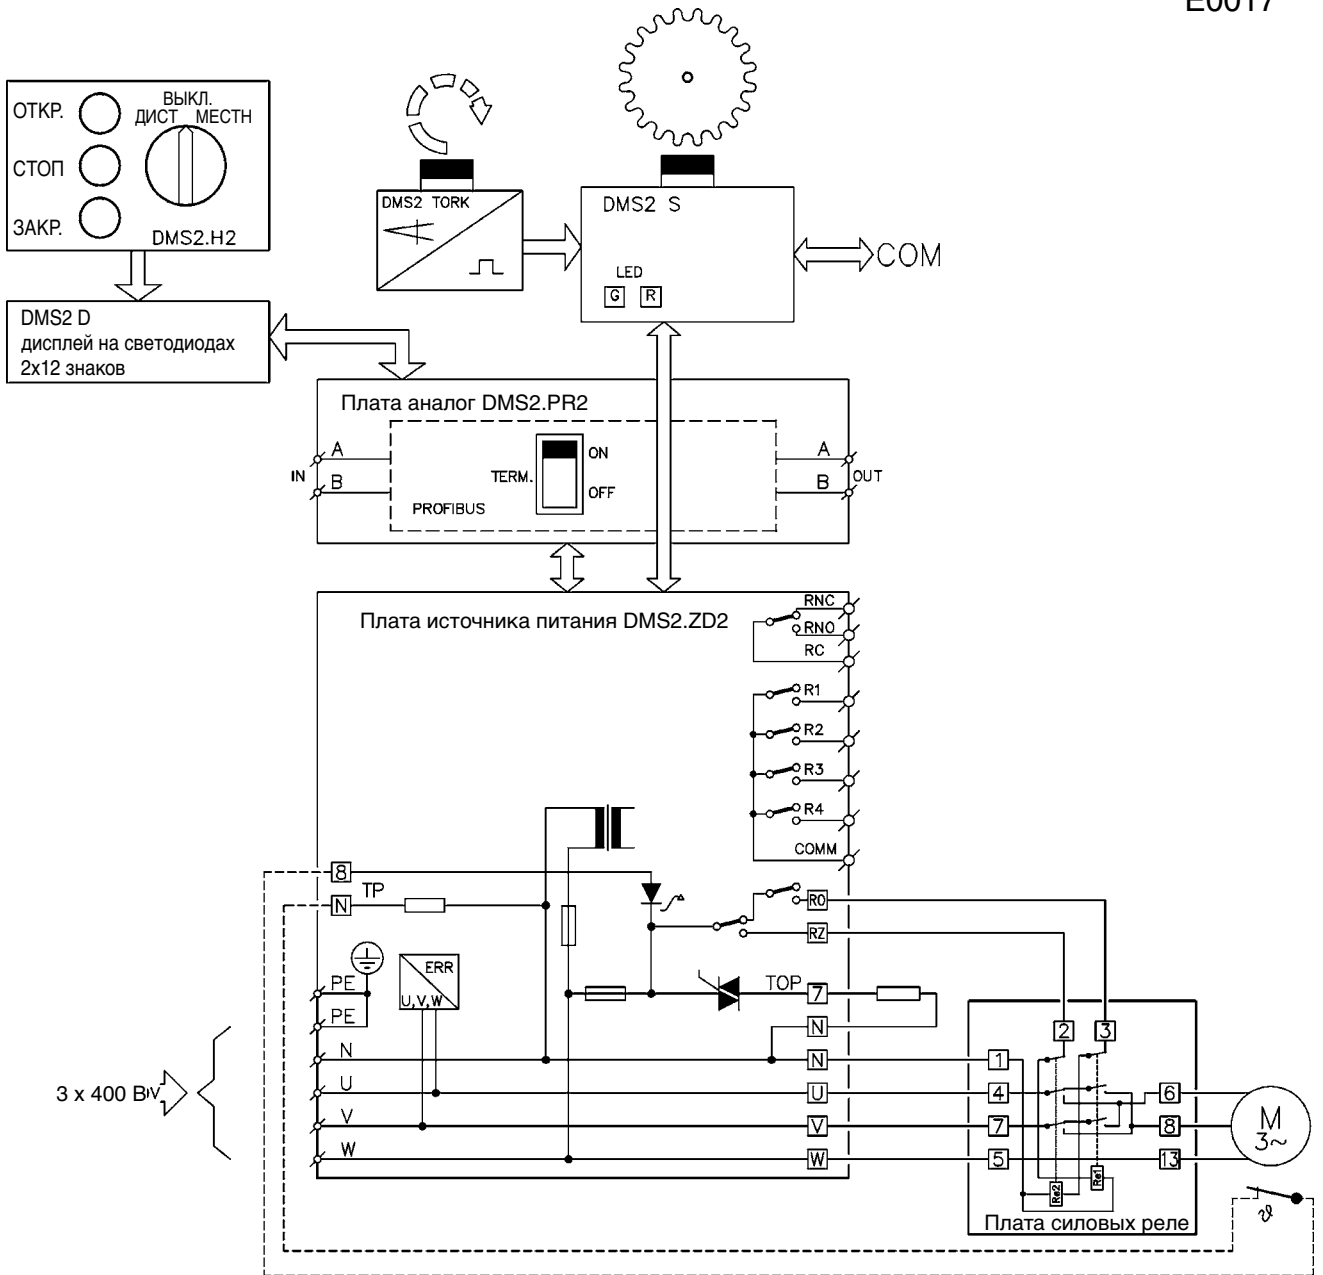 E0017
ОТКР.
СТОП
ЗАКР.
ВЫКЛ.
ДИСТ МЕСТН
DMS2.H2
DMS2 D
дисплей на светодиодах
2x12 знаков
DMS2 TORK
DMS2 S
LED
G R
COM
Плата аналог DMS2.PR2
IN
A
B
TERM.
ON
OFF
PROFIBUS
A
B
OUT
Плата источника питания DMS2.ZD2
RNC
RNO
RC
R1
R2
R3
R4
COMM
8
TP
N
RO
RZ
ERR
U,V,W
TOP
7
N
PE
PE
N
U
V
W
N
U
V
W
3 x 400 В
2
3
1
4
7
5
6
8
13
Re2
Re1
M
3~
ϑ
Плата силовых реле